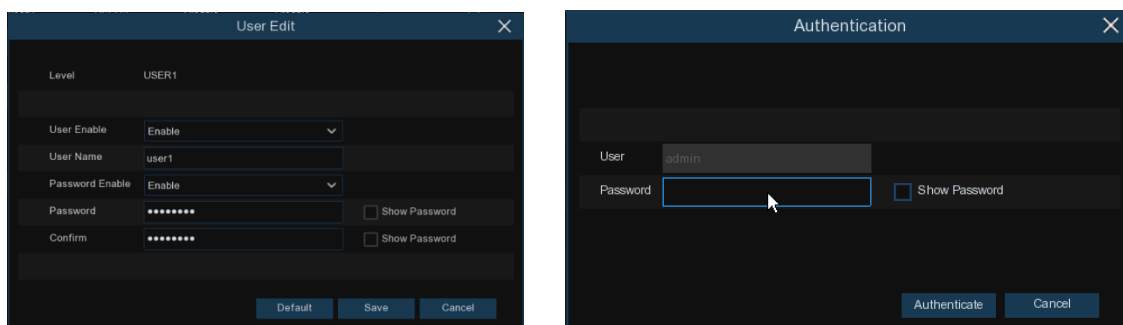 User Edit
Level USER1
User Enable Enable
User Name user1
Password Enable Enable
Password •••••••• Show Password
Confirm •••••••• Show Password
Default Save Cancel
Authentication
User admin
Password Show Password
Authenticate Cancel